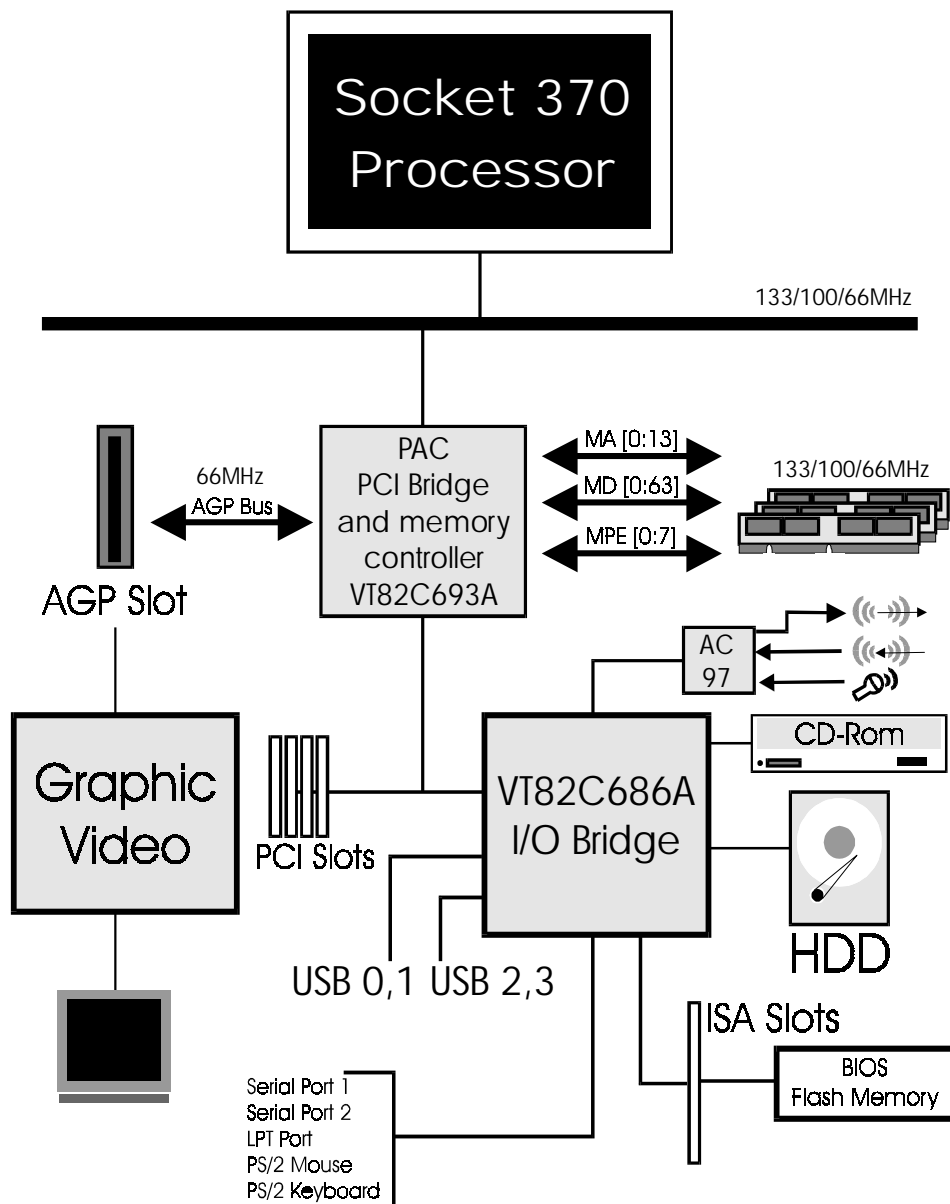 Socket 370
Processor
133/100/66MHz
PAC
PCI Bridge
and memory
controller
VT82C693A
MA [0:13]
MD [0:63]
MPE [0:7]
133/100/66MHz
66MHz
AGP Bus
AGP Slot
AC
97
CD-Rom
Graphic
Video
PCI Slots
VT82C686A
I/O Bridge
HDD
USB 0,1
USB 2,3
ISA Slots
BIOS
Flash Memory
Serial Port 1
Serial Port 2
LPT Port
PS/2 Mouse
PS/2 Keyboard